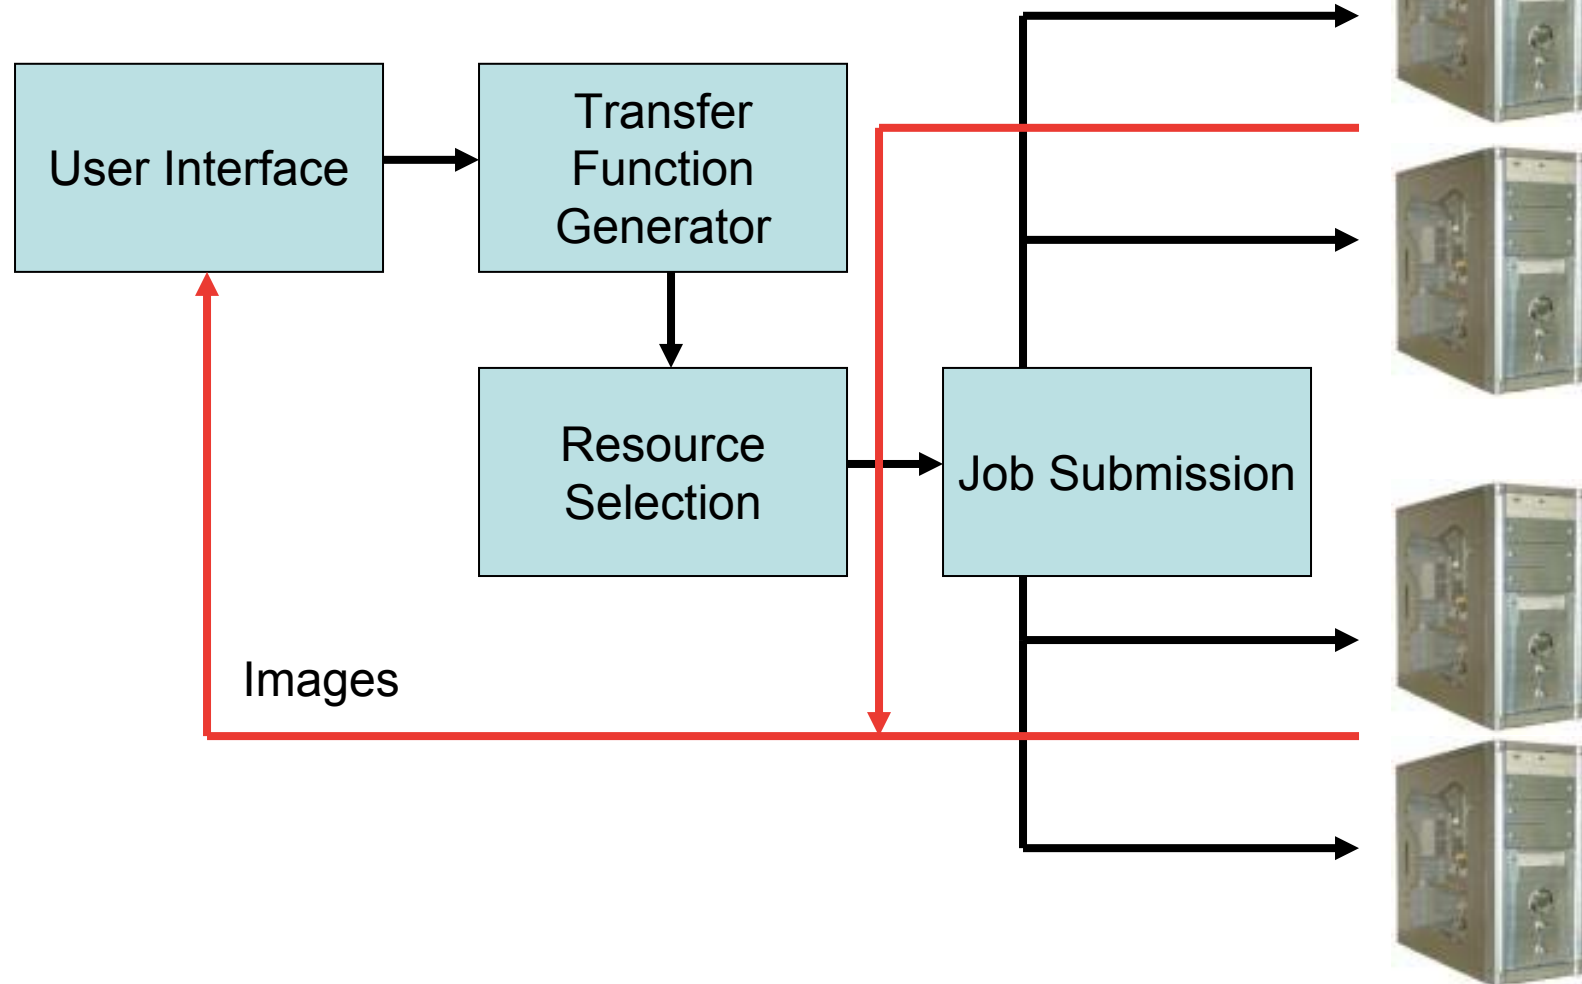 User Interface
Transfer
Function
Generator
Resource
Selection
Job Submission
Images